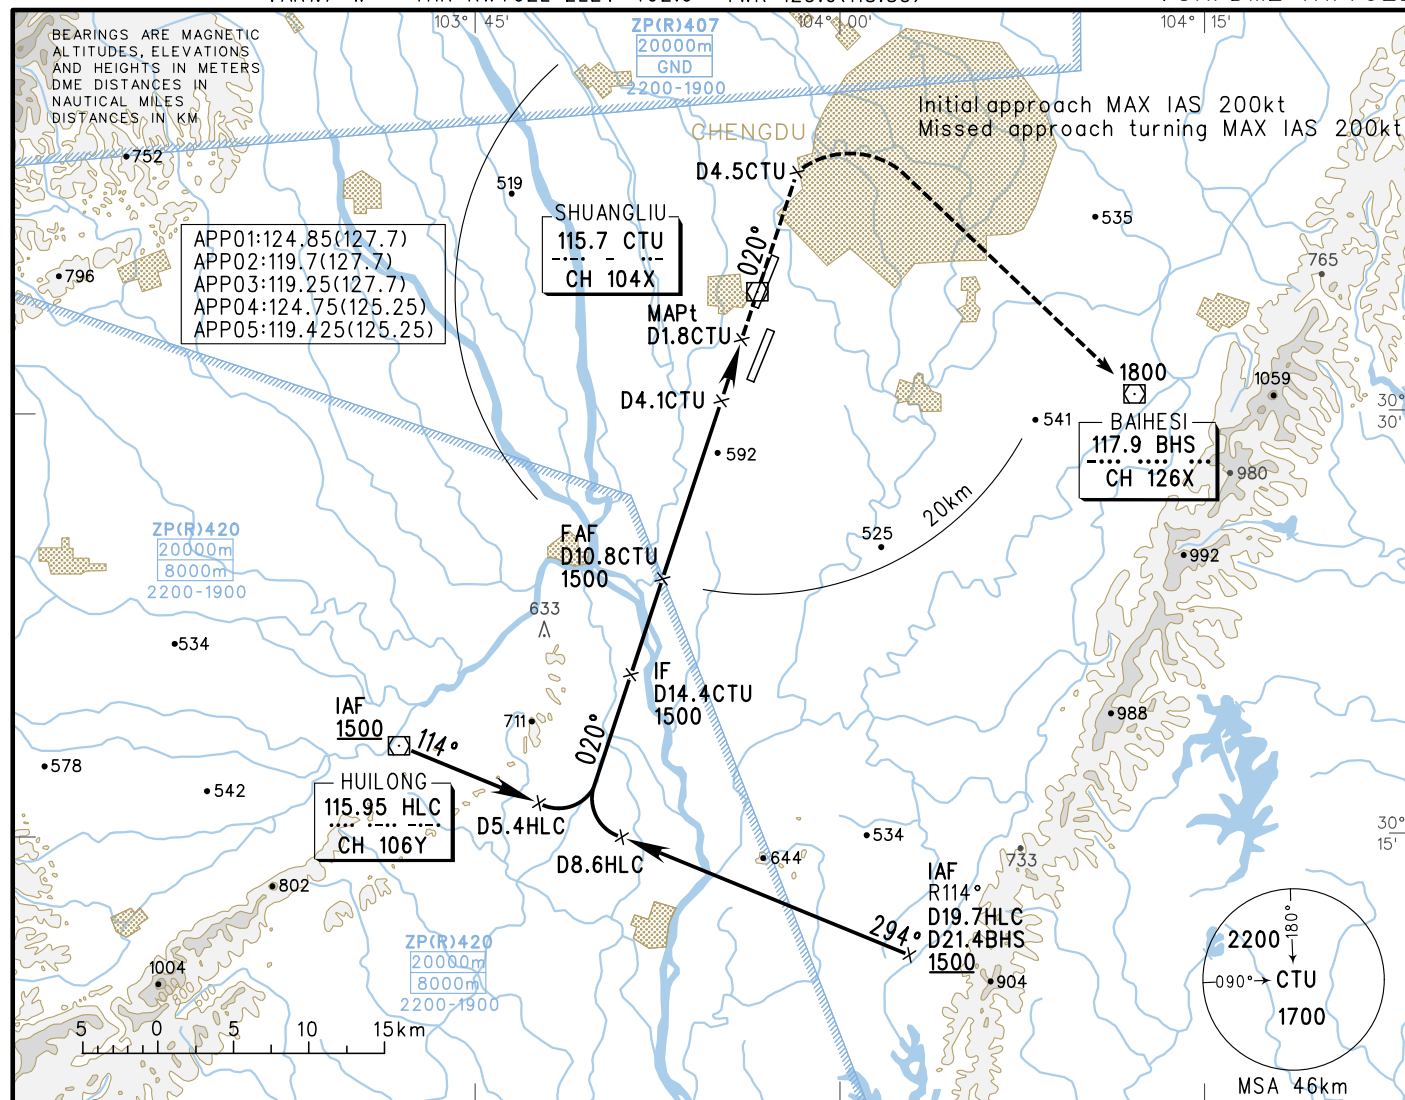 103° 45'
104° 00'
104° 15'
BEARINGS ARE MAGNETIC
ALTITUDES, ELEVATIONS
AND HEIGHTS IN METERS
DME DISTANCES IN
NAUTICAL MILES
DISTANCES IN KM
ZP(R)407
20000m
GND
2200-1900
Initial approach MAX IAS 200kt
Missed approach turning MAX IAS 200kt
CHENGDU
752
D4.5CTU
519
535
SHUANGLIU
115.7 CTU
CH 104X
020°
APP01:124.85(127.7)
APP02:119.7(127.7)
APP03:119.25(127.7)
APP04:124.75(125.25)
APP05:119.425(125.25)
796
765
MAPt
D1.8CTU
1800
1059
D4.1CTU
30°
30'
541
BAIHESI
117.9 BHS
CH 126X
592
980
20km
ZP(R)420
20000m
8000m
2200-1900
FAF
D10.8CTU
1500
525
992
633
534
IF
D14.4CTU
1500
IAF
1500
114°
711
020°
988
578
542
HUILONG
115.95 HLC
CH 106Y
D5.4HLC
D8.6HLC
534
30°
15'
644
733
802
IAF
R114°
D19.7HLC
D21.4BHS
1500
294°
ZP(R)420
20000m
8000m
2200-1900
1004
1000
800
600
904
2200
180°
090°
CTU
1700
5 0 5 10 15km
MSA 46km